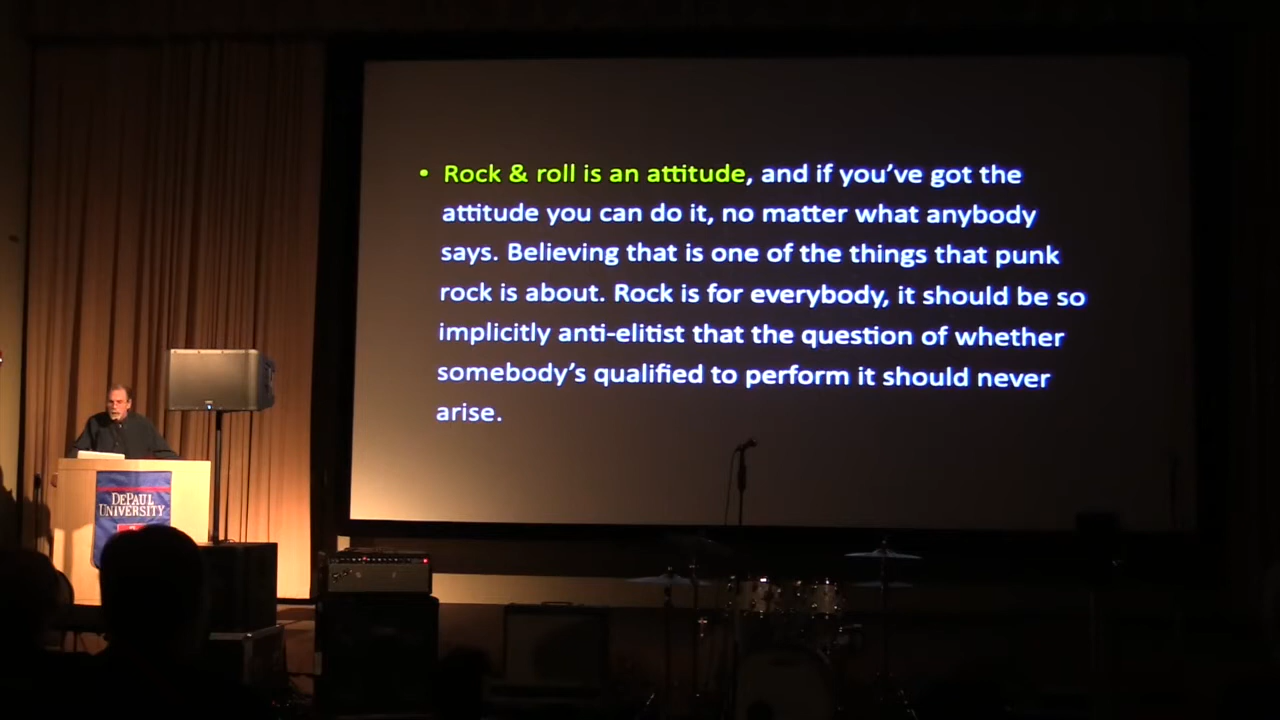 • Rock & roll is an attitude, and if you've got the
attitude you can do it, no matter what anybody
says. Believing that is one of the things that punk
rock is about. Rock is for everybody, it should be so
implicitly anti-elitist that the question of whether
somebody's qualified to perform it should never
arise.
DEPAUL
UNIVERSITY